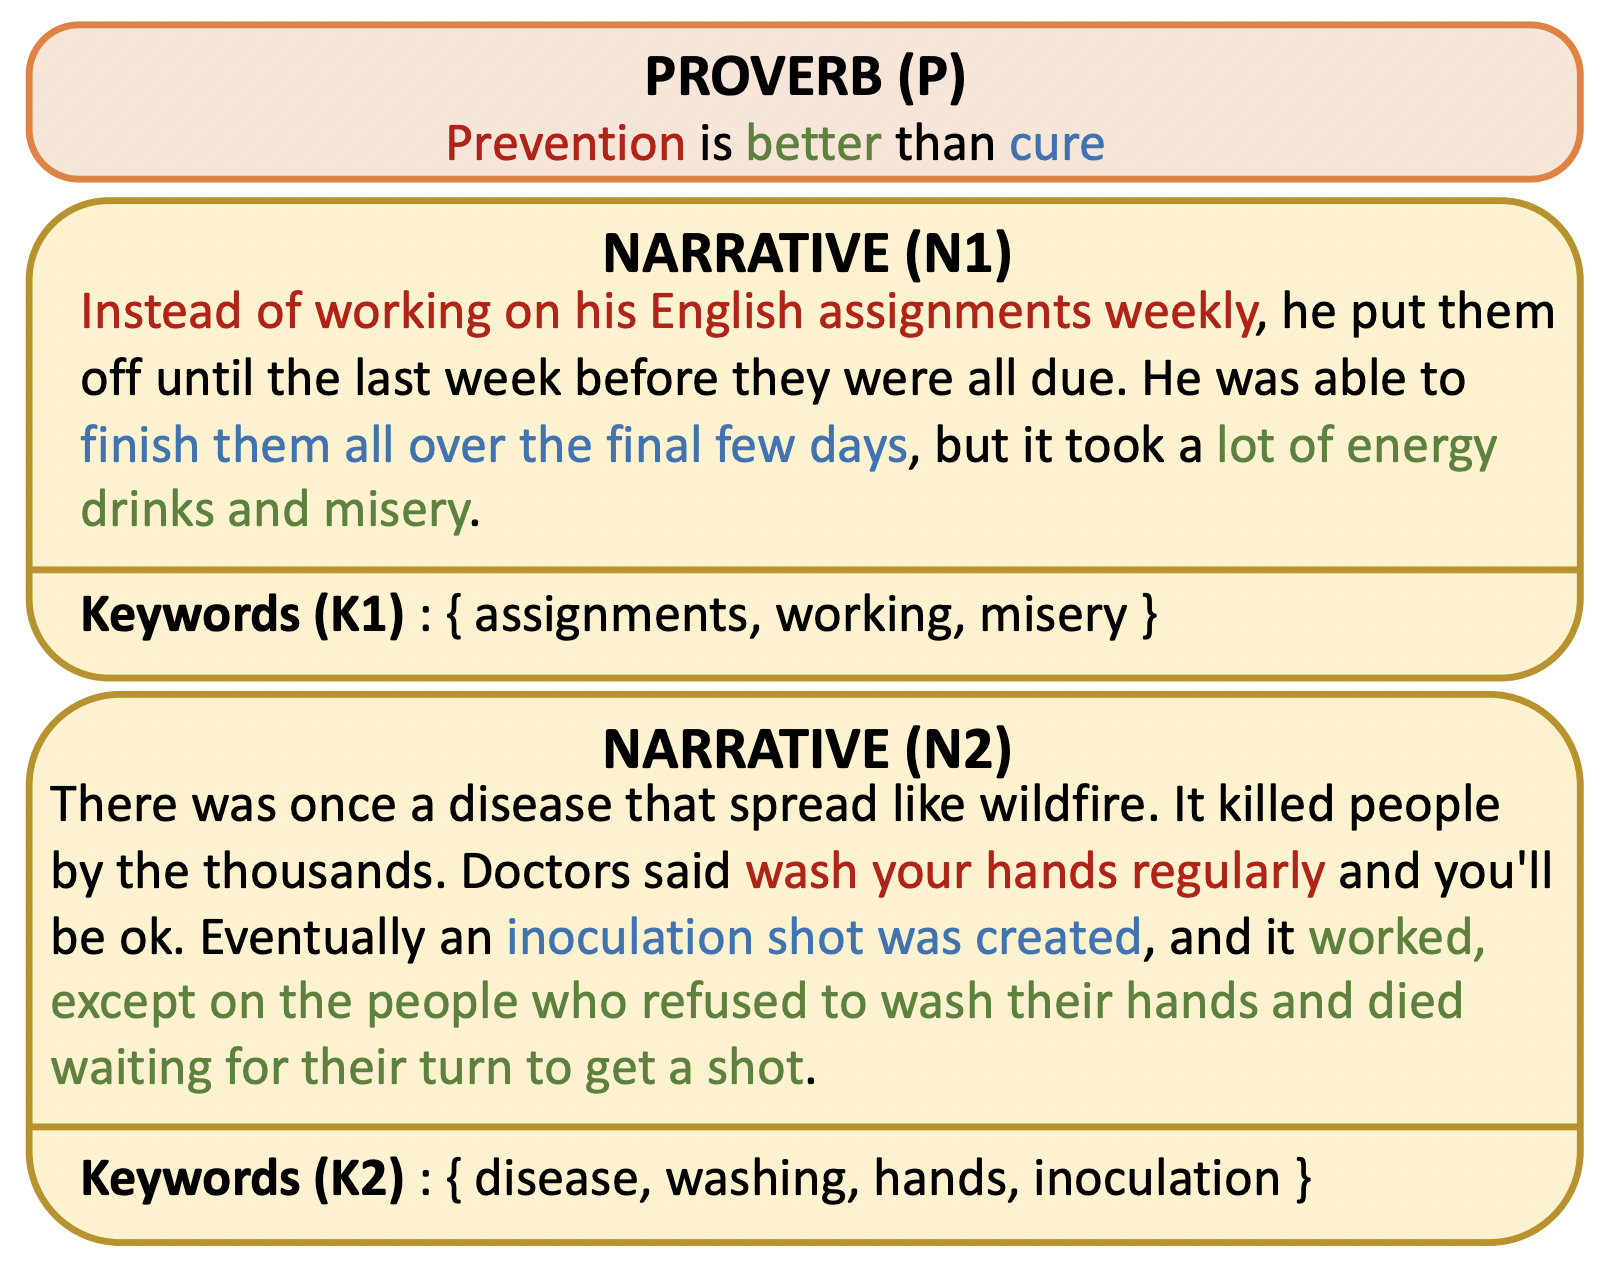 PROVERB (P)
Prevention is better than cure
NARRATIVE (N1)
Instead of working on his English assignments weekly, he put them
off until the last week before they were all due. He was able to
finish them all over the final few days, but it took a lot of energy
drinks and misery.
Keywords (K1) : { assignments, working, misery }
NARRATIVE (N2)
There was once a disease that spread like wildfire. It killed people
by the thousands. Doctors said wash your hands regularly and you'll
be ok. Eventually an inoculation shot was created, and it worked,
except on the people who refused to wash their hands and died
waiting for their turn to get a shot.
Keywords (K2) : { disease, washing, hands, inoculation }